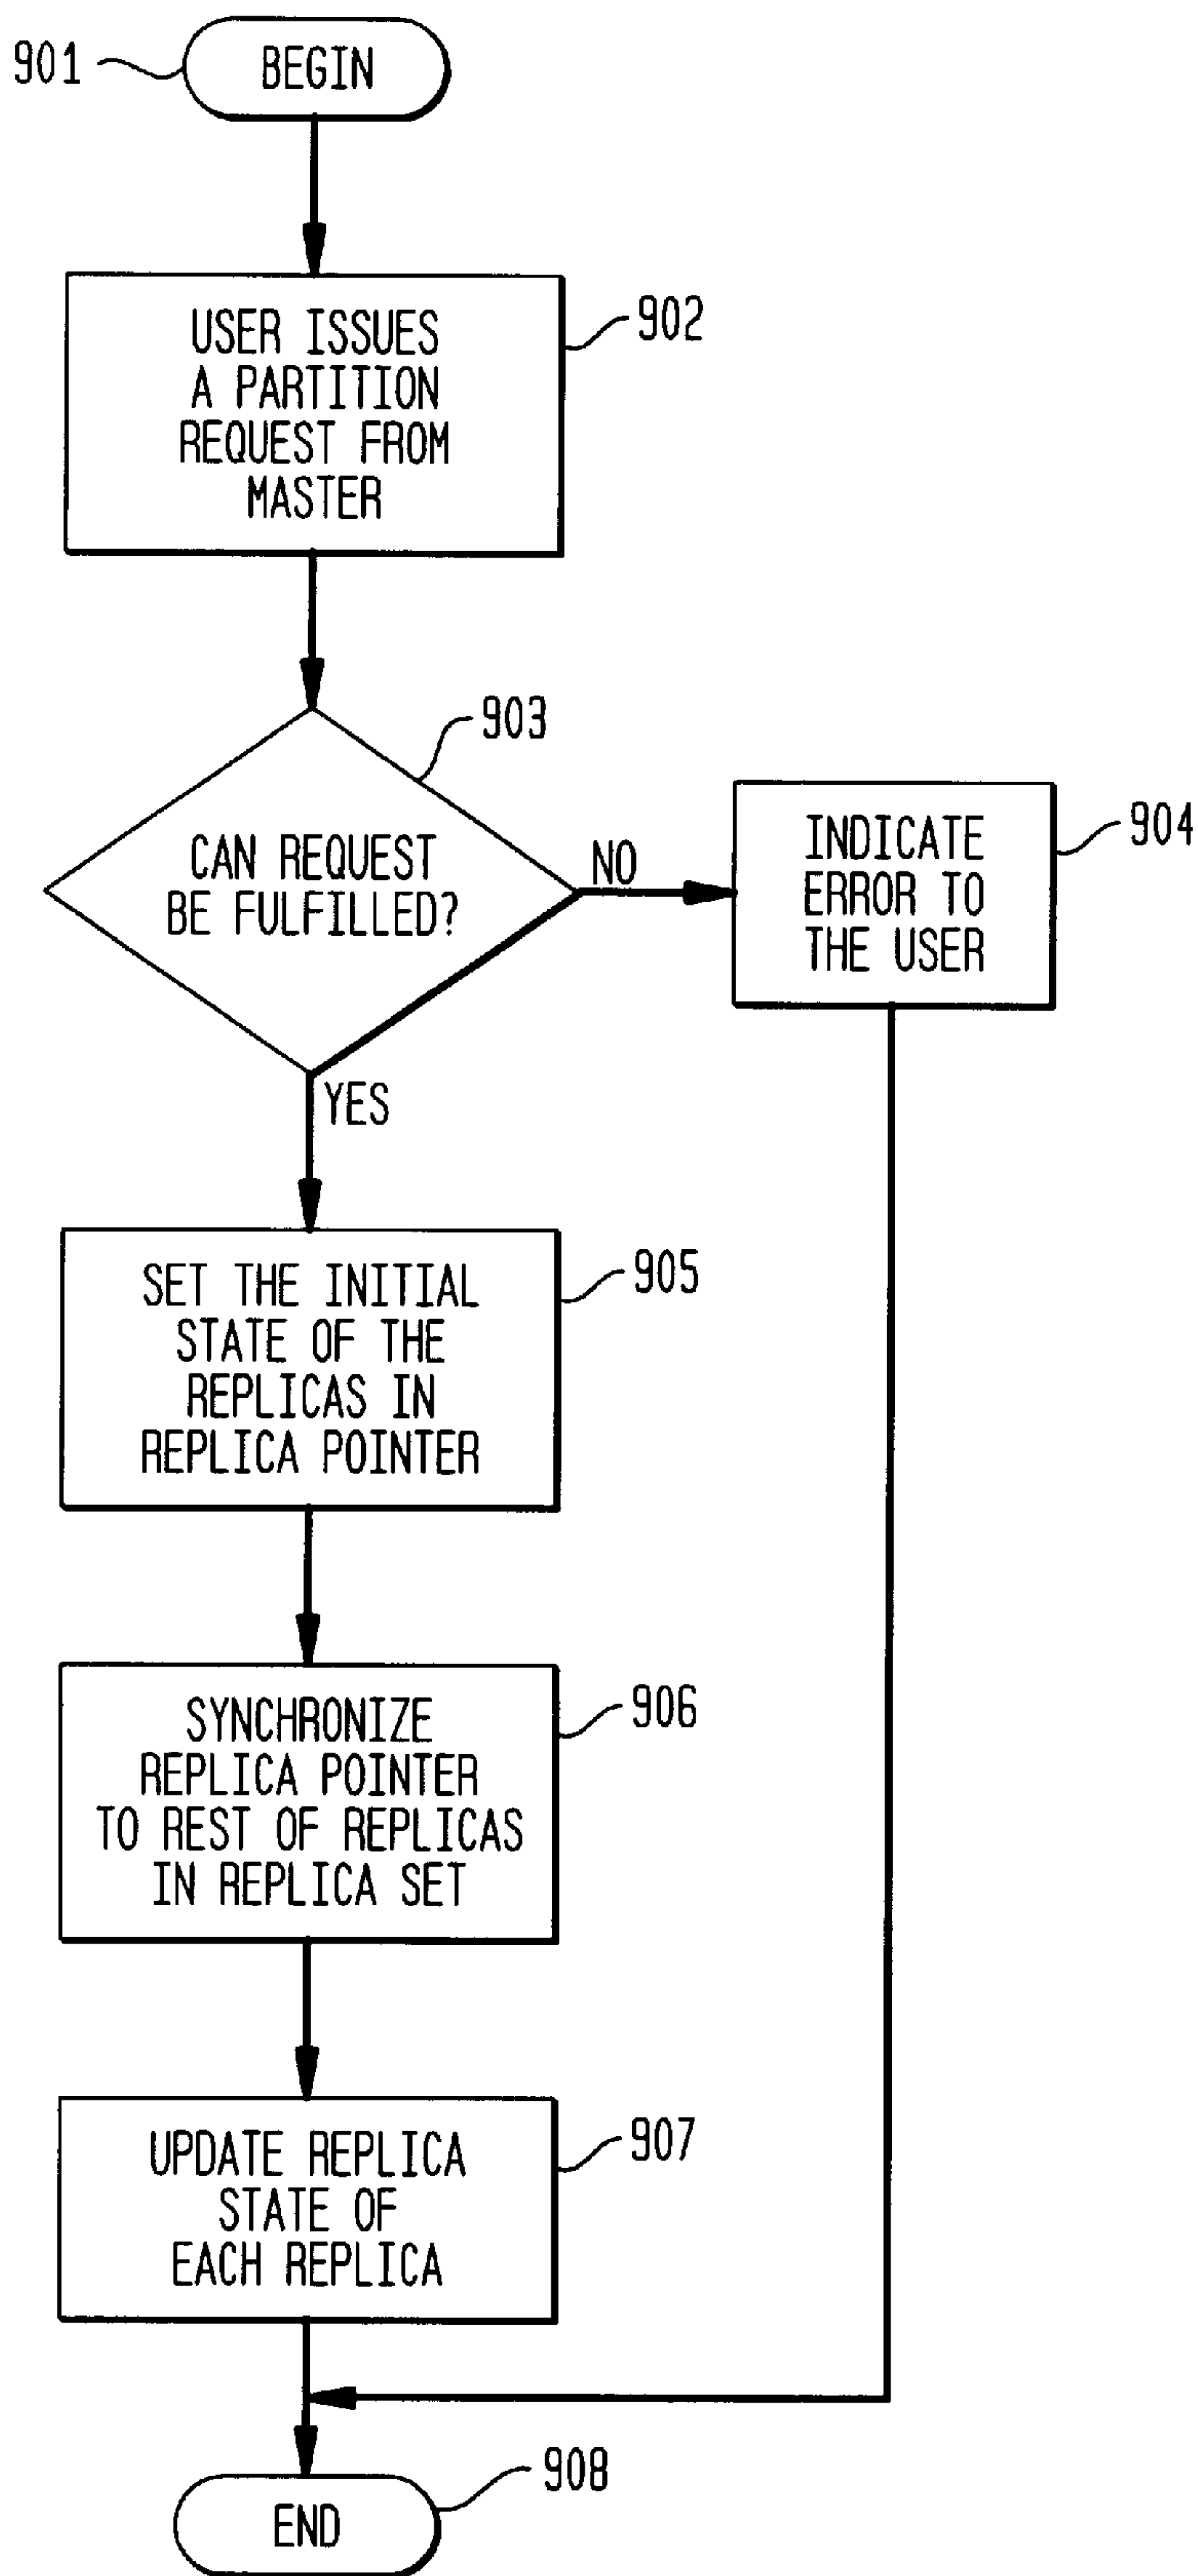 901
BEGIN
USER ISSUES
A PARTITION
REQUEST FROM
MASTER
902
903
CAN REQUEST
BE FULFILLED?
NO
YES
INDICATE
ERROR TO
THE USER
904
SET THE INITIAL
STATE OF THE
REPLICAS IN
REPLICA POINTER
905
SYNCHRONIZE
REPLICA POINTER
TO REST OF REPLICAS
IN REPLICA SET
906
UPDATE REPLICA
STATE OF
EACH REPLICA
907
908
END